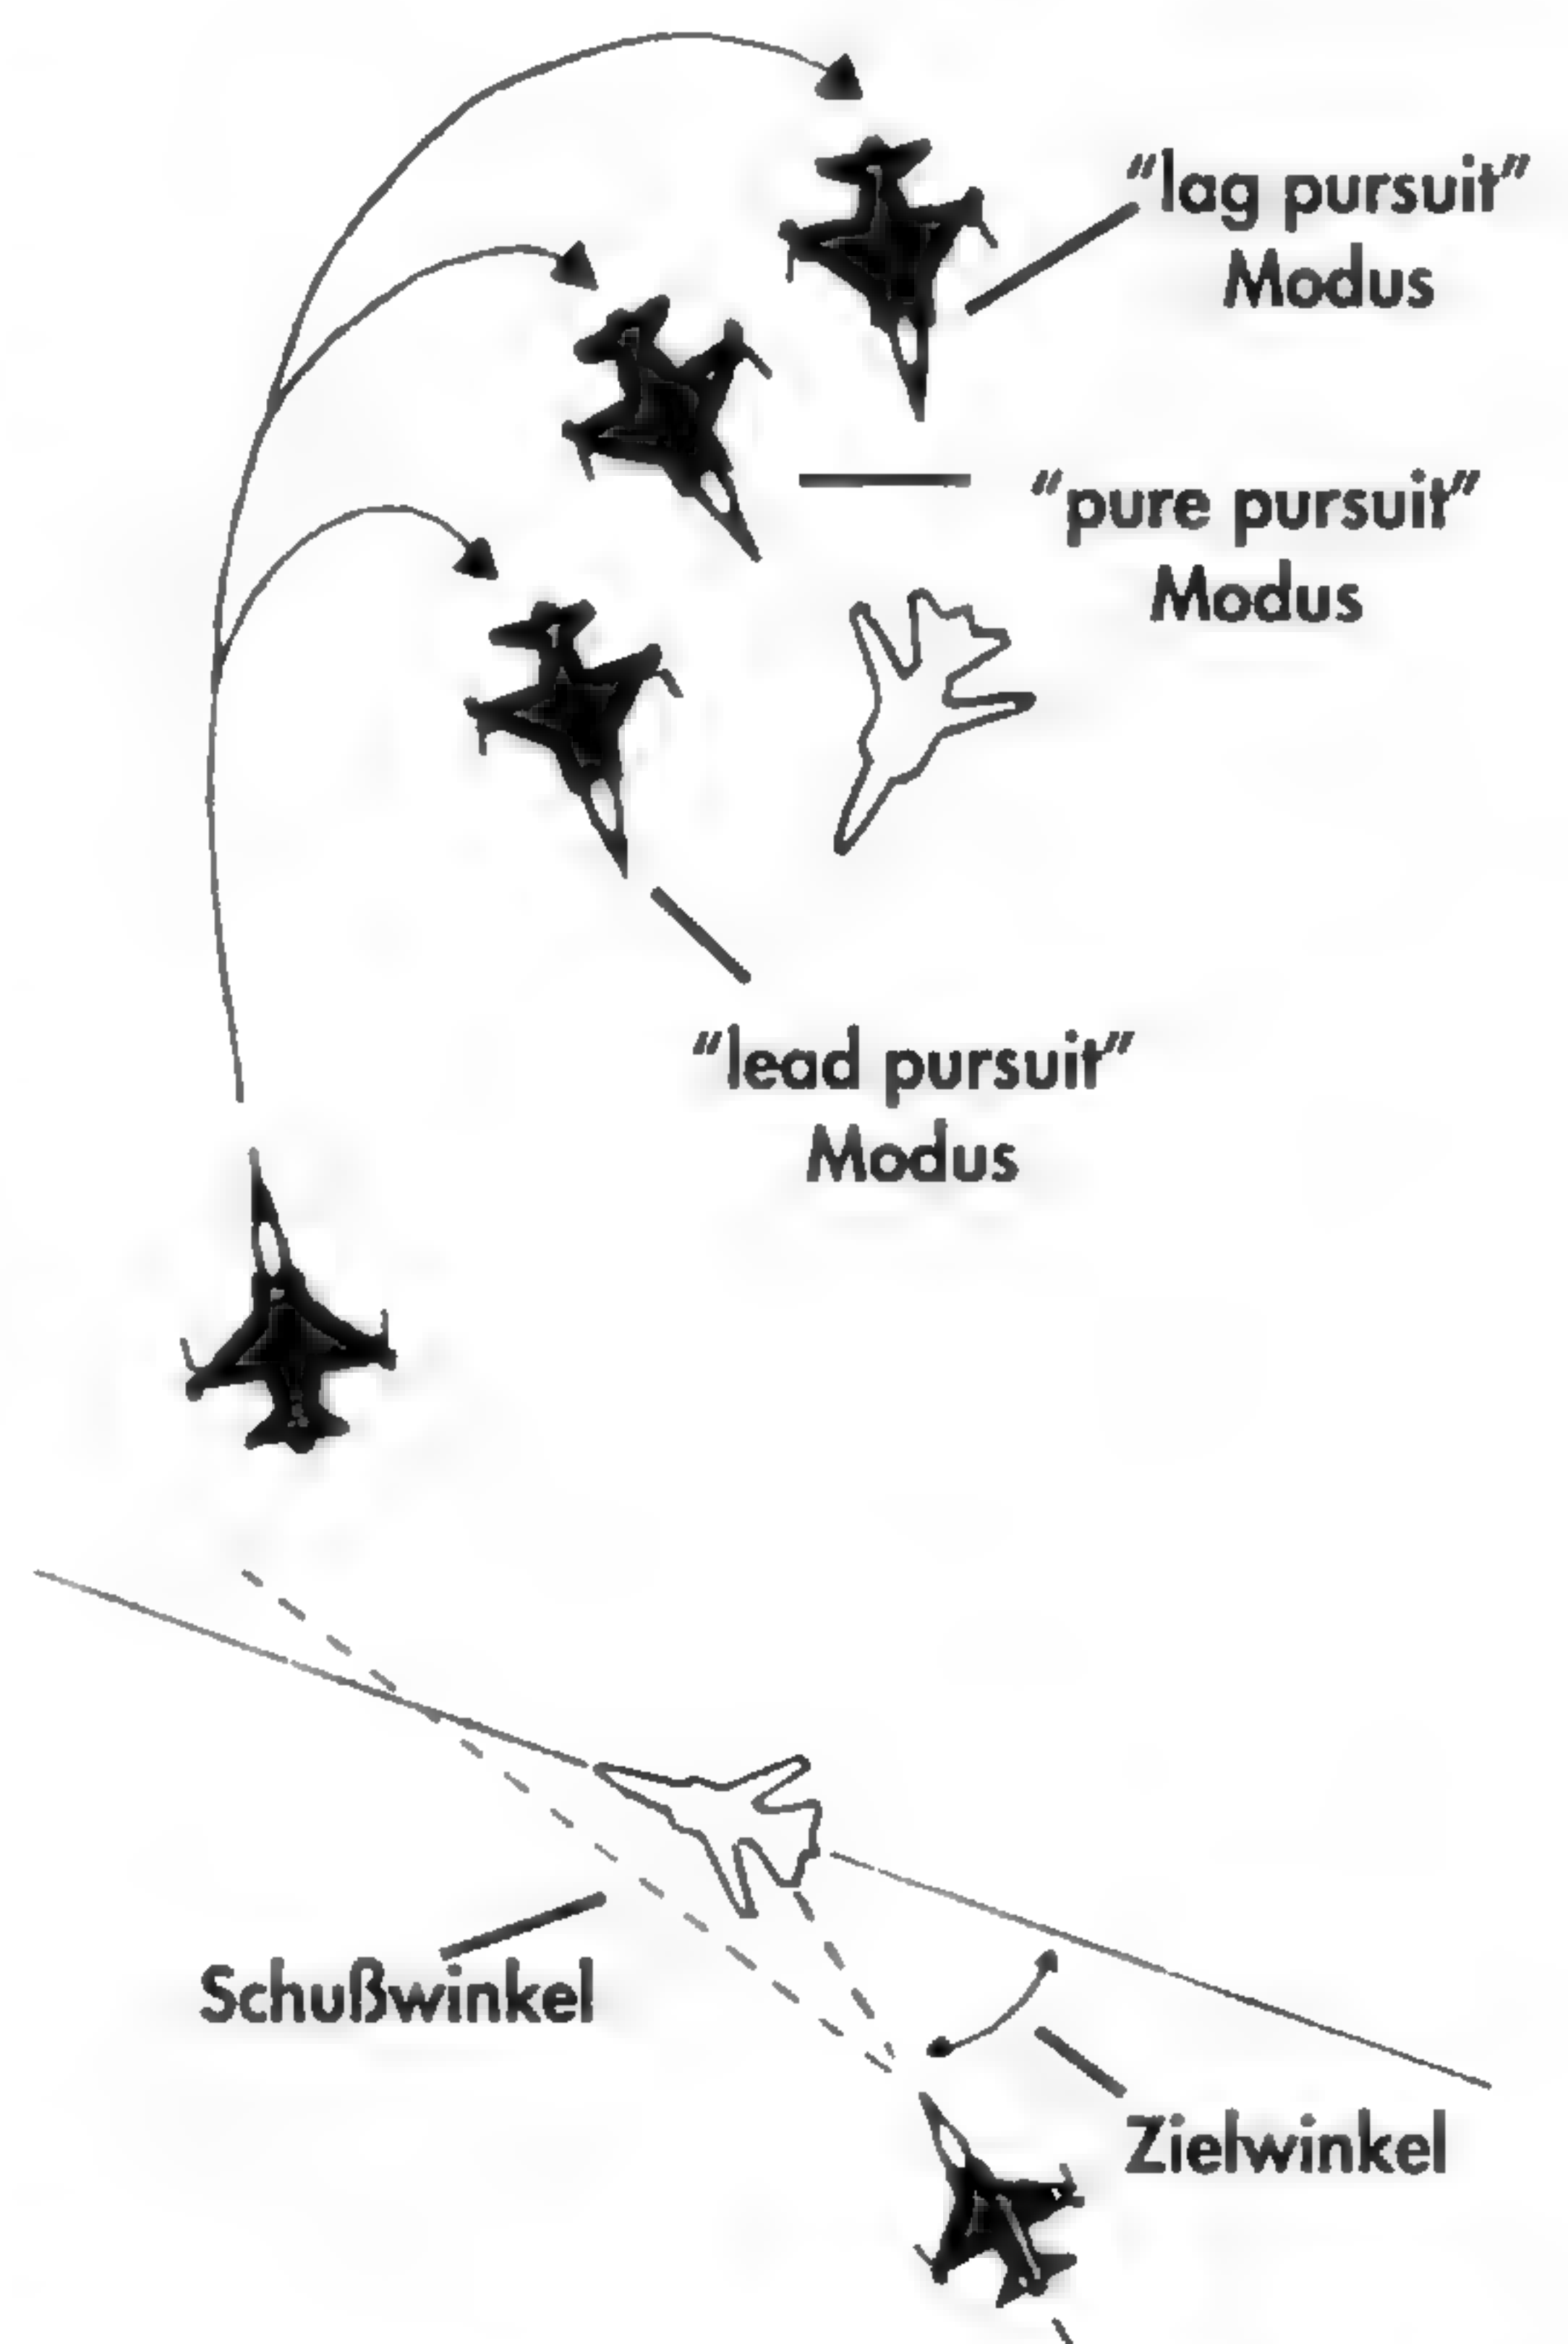 “lag pursuit”
Modus
“pure pursuit”
Modus
“lead pursuit”
Modus
Schußwinkel
Zielwinkel